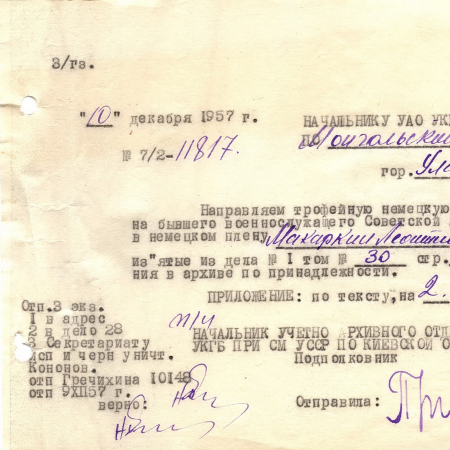 3/гз.
"10" декабря 1957 г.
№ 7/2-11817.
НАЧАЛЬНИКУ УАО УК
ПО
гор.
Направляем трофейную немецкую
на бывшего военнослужащего Советской
в немецком плену Макаркин
из"ятые из дела № I том № 30 стр.
ния в архиве по принадлежности.
ПРИЛОЖЕНИЕ: по тексту, на 2.
Отп.3 экз.
1 в адрес
2 в дело 28
3 Секретариату
исп и черн уничт.
Кононов.
отп Гречихина 10148
отп 9ХП57 г.
верно:
п/п
НАЧАЛЬНИК УЧЕТНО АРХИВНОГО ОТД
УКГБ ПРИ СМ УССР ПО КИЕВСКОЙ О
Подполковник
Отправила: